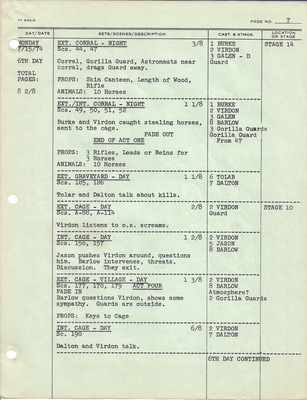 PAGE NO. 7
DAY/DATE SETS/SCENES/DESCRIPTION CAST & ATMOS LOCATION OR STAGE
MONDAY EXT. CORRAL - NIGHT 3/8 1 BURKE STAGE 14
7/15/74 Scs. 44, 47 2 VIRDON
3 GALEN - D
6TH DAY Corral, Gorilla Guard, Astronauts near Guard
corral, drags Guard away.
TOTAL
PAGES: PROPS: Skin Canteen, Length of Wood,
Rifle
8 2/8 ANIMALS: 10 Horses
EXT./INT. CORRAL - NIGHT 1 1/8 1 BURKE
Scs. 49, 50, 51, 52 2 VIRDON
3 GALEN
Burke and Virdon caught stealing horses, 8 BARLOW
sent to the cage. 3 Gorilla Guards
FADE OUT Gorilla Guard
END OF ACT ONE From 47
PROPS: 3 Rifles, Leads or Reins for
3 Horses
ANIMALS: 10 Horses
EXT. GRAVEYARD - DAY 1 1/8 6 TOLAR
Scs. 185, 186 7 DALTON
Tolar and Dalton talk about kills.
EXT. CAGE - DAY 2/8 2 VIRDON STAGE 10
Scs. A-88, A-114 Guard
Virdon listens to o.s. screams.
INT. CAGE - DAY 1 2/8 2 VIRDON
Scs. 156, 157 5 JASON
8 BARLOW
Jason pushes Virdon around, questions
him. Barlow intervenes, threats.
Discussion. They exit.
EXT. CAGE - VILLAGE - DAY 1 3/8 2 VIRDON
Scs. 177, 178, 179 ACT FOUR 8 BARLOW
FADE IN Atmosphere?
Barlow questions Virdon, shows some 2 Gorilla Guards
sympathy. Guards are outside.
PROPS: Keys to Cage
INT. CAGE - DAY 6/8 2 VIRDON
Sc. 190 7 DALTON
Dalton and Virdon talk.
6TH DAY CONTINUED